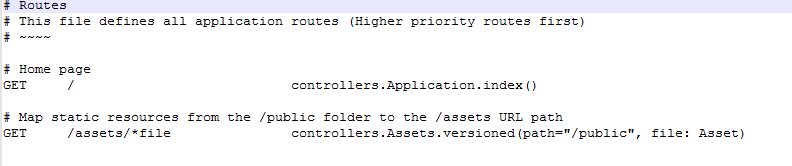 # Routes
# This file defines all application routes (Higher priority routes first)
# ~~~~
# Home page
GET     /                           controllers.Application.index()
# Map static resources from the /public folder to the /assets URL path
GET     /assets/*file               controllers.Assets.versioned(path="/public", file: Asset)